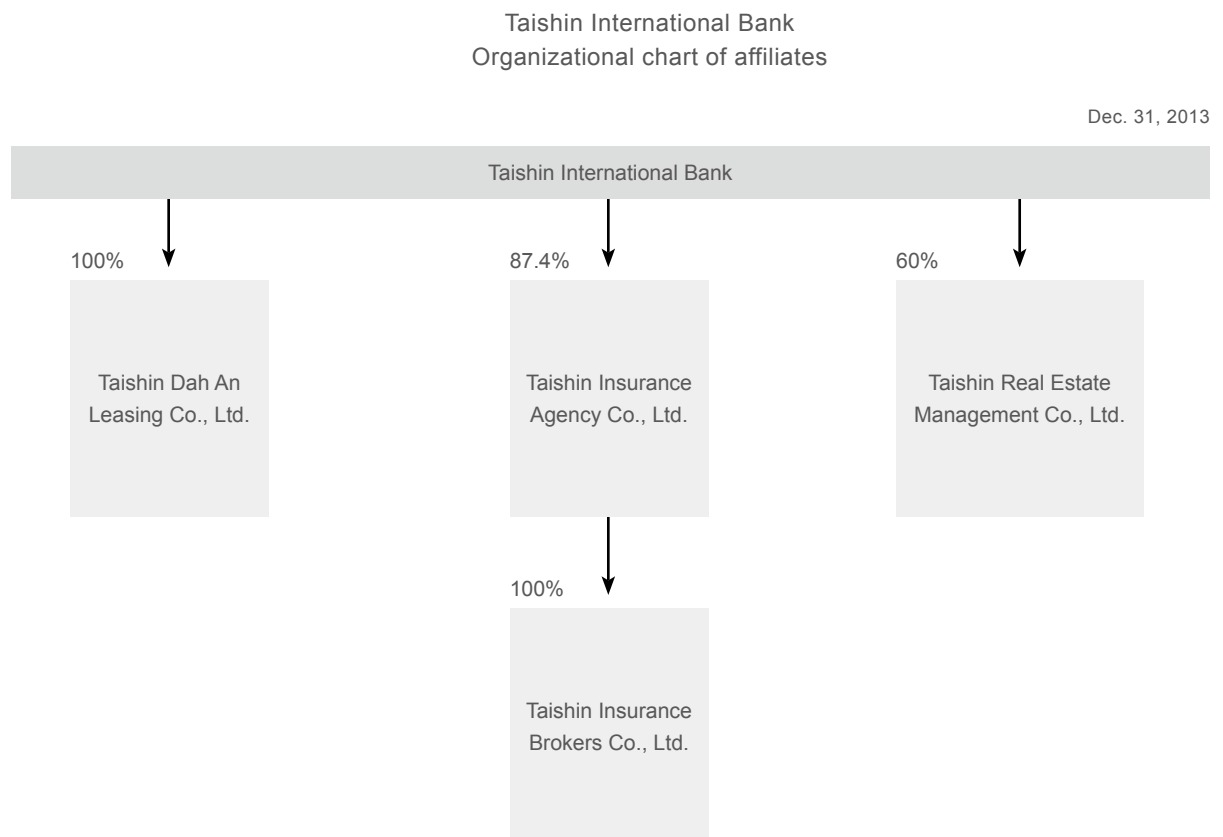 Taishin International Bank
Organizational chart of affiliates
Dec. 31, 2013
Taishin International Bank
100%
87.4%
60%
Taishin Dah An
Leasing Co., Ltd.
Taishin Insurance
Agency Co., Ltd.
Taishin Real Estate
Management Co., Ltd.
100%
Taishin Insurance
Brokers Co., Ltd.